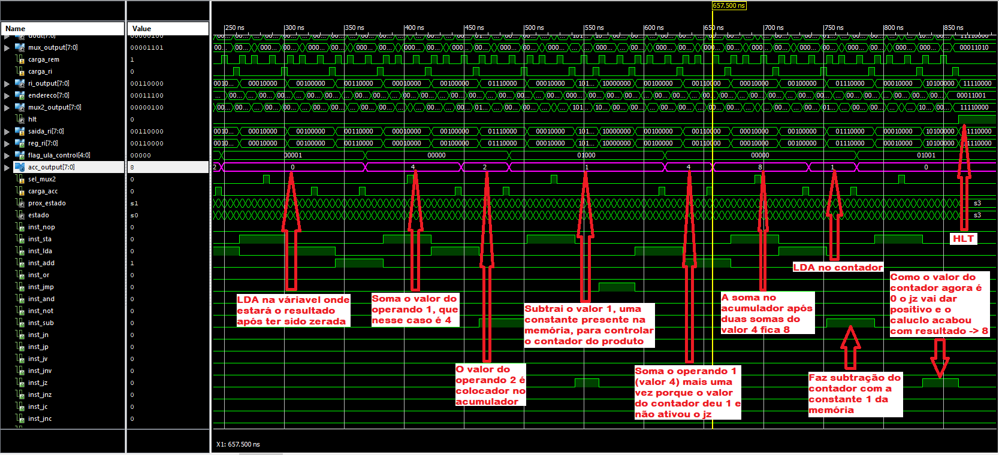 657.500 ns
Name
Value
250 ns
300 ns
350 ns
400 ns
450 ns
500 ns
550 ns
600 ns
650 ns
700 ns
750 ns
800 ns
850 ns
dout[7:0] 00000100
mux_output[7:0] 00001101 00011010
carga_rem 1
carga_ri 0
ri_output[7:0] 00110000 0010... 00010000 00100000 00110000 00010000 00100000 01110000 00010000 101... 10000000 00100000 00110000 00010000 00100000 01110000 00010000 10100000 11110000
endereco[7:0] 00011100 00011001
mux2_output[7:0] 00000100 11110000
hlt 0
saida_ri[7:0] 00110000 0010... 00010000 00100000 00110000 00010000 00100000 01110000 00010000 101... 10000000 00100000 00110000 00010000 00100000 01110000 00010000 10100000 11110000
reg_ri[7:0] 00110000 0010... 00010000 00100000 00110000 00010000 00100000 01110000 00010000 101... 10000000 00100000 00110000 00010000 00100000 01110000 00010000 10100000 11110000
flag_ula_control[4:0] 00000 00001 00000 01000 00000 01001
acc_output[7:0] 8 2 0 4 2 1 4 8 1 0
sel_mux2 0
carga_acc 0
prox_estado s1 s3
estado s0 s3
inst_nop 0
inst_sta 0
inst_lda 0
inst_add 1
inst_or 0
inst_jmp 0
inst_and 0
inst_not 0
inst_sub 0
inst_jn 0
inst_jp 0
inst_jv 0
inst_jnv 0
inst_jz 0
inst_jnz 0
inst_jc 0
inst_jnc 0
LDA na váriavel onde
estará o resultado
após ter sido zerada
Soma o valor do
operando 1, que
nesse caso é 4
O valor do
operando 2 é
colocador no
acumulador
Subtrai o valor 1, uma
constante presente na
memória, para controlar
o contador do produto
Soma o operando 1
(valor 4) mais uma
vez porque o valor
do contador deu 1 e
não ativou o jz
A soma no
acumulador após
duas somas do
valor 4 fica 8
LDA no contador
Faz subtração do
contador com a
constante 1 da
memória
HLT
Como o valor do
contador agora é
0 o jz vai dar
positivo e o
caluclo acabou
com resultado -> 8
X1: 657.500 ns